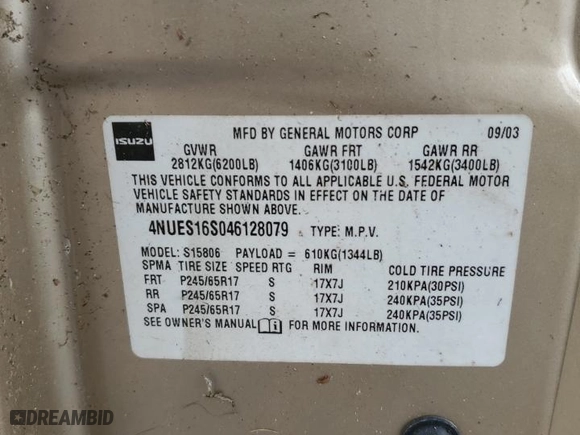 ISUZU
MFD BY GENERAL MOTORS CORP 09/03
GVWR GAWR FRT GAWR RR
2812KG(6200LB) 1406KG(3100LB) 1542KG(3400LB)
THIS VEHICLE CONFORMS TO ALL APPLICABLE U.S. FEDERAL MOTOR
VEHICLE SAFETY STANDARDS IN EFFECT ON THE DATE OF
MANUFACTURE SHOWN ABOVE.
4NUES16S046128079 TYPE: M.P.V.
MODEL: S15806 PAYLOAD = 610KG(1344LB)
SPMA TIRE SIZE SPEED RTG RIM COLD TIRE PRESSURE
FRT P245/65R17 S 17X7J 210KPA(30PSI)
RR P245/65R17 S 17X7J 240KPA(35PSI)
SPA P245/65R17 S 17X7J 240KPA(35PSI)
SEE OWNER'S MANUAL FOR MORE INFORMATION.
DREAMBID